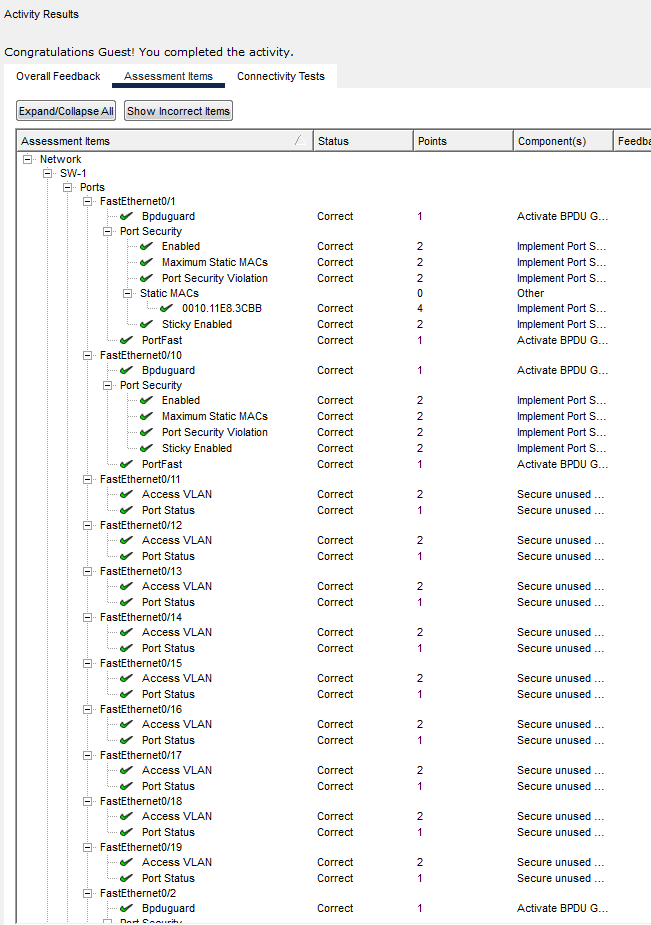 Activity Results
Congratulations Guest! You completed the activity.
Overall Feedback Assessment Items Connectivity Tests
Expand/Collapse All Show Incorrect Items
Assessment Items Status Points Component(s) Feedba
Network
SW-1
Ports
FastEthernet0/1
Bpduguard Correct 1 Activate BPDU G...
Port Security
Enabled Correct 2 Implement Port S...
Maximum Static MACs Correct 2 Implement Port S...
Port Security Violation Correct 2 Implement Port S...
Static MACs 0 Other
0010.11E8.3CBB Correct 4 Implement Port S...
Sticky Enabled Correct 2 Implement Port S...
PortFast Correct 1 Activate BPDU G...
FastEthernet0/10
Bpduguard Correct 1 Activate BPDU G...
Port Security
Enabled Correct 2 Implement Port S...
Maximum Static MACs Correct 2 Implement Port S...
Port Security Violation Correct 2 Implement Port S...
Sticky Enabled Correct 2 Implement Port S...
PortFast Correct 1 Activate BPDU G...
FastEthernet0/11
Access VLAN Correct 2 Secure unused ...
Port Status Correct 1 Secure unused ...
FastEthernet0/12
Access VLAN Correct 2 Secure unused ...
Port Status Correct 1 Secure unused ...
FastEthernet0/13
Access VLAN Correct 2 Secure unused ...
Port Status Correct 1 Secure unused ...
FastEthernet0/14
Access VLAN Correct 2 Secure unused ...
Port Status Correct 1 Secure unused ...
FastEthernet0/15
Access VLAN Correct 2 Secure unused ...
Port Status Correct 1 Secure unused ...
FastEthernet0/16
Access VLAN Correct 2 Secure unused ...
Port Status Correct 1 Secure unused ...
FastEthernet0/17
Access VLAN Correct 2 Secure unused ...
Port Status Correct 1 Secure unused ...
FastEthernet0/18
Access VLAN Correct 2 Secure unused ...
Port Status Correct 1 Secure unused ...
FastEthernet0/19
Access VLAN Correct 2 Secure unused ...
Port Status Correct 1 Secure unused ...
FastEthernet0/2
Bpduguard Correct 1 Activate BPDU G...
Port Security